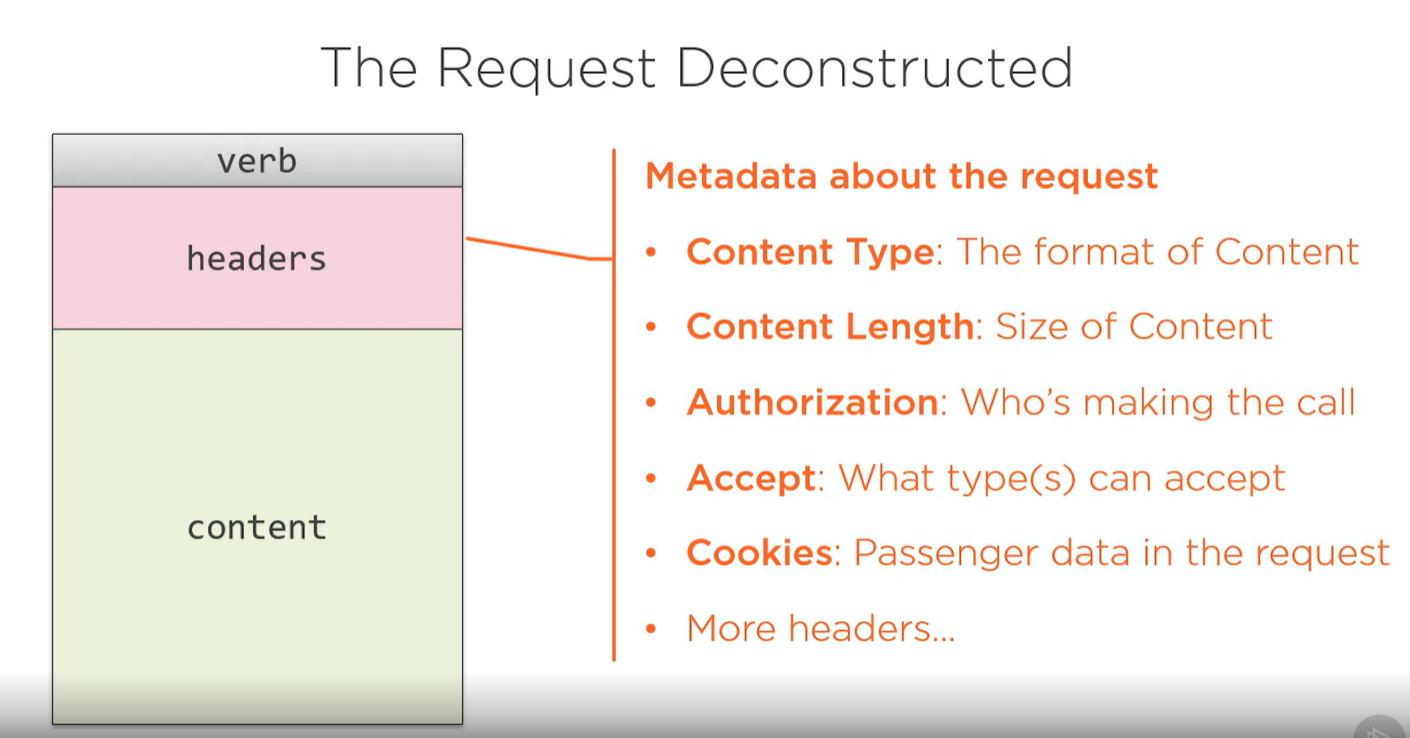 The Request Deconstructed
verb
headers
content
Metadata about the request
• Content Type: The format of Content
• Content Length: Size of Content
• Authorization: Who’s making the call
• Accept: What type(s) can accept
• Cookies: Passenger data in the request
• More headers...